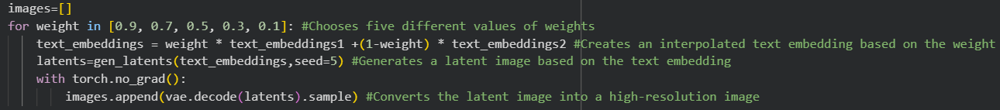 images=[]
for weight in [0.9, 0.7, 0.5, 0.3, 0.1]: #Chooses five different values of weights
    text_embeddings = weight * text_embeddings1 +(1-weight) * text_embeddings2 #Creates an interpolated text embedding based on the weight
    latents=gen_latents(text_embeddings,seed=5) #Generates a latent image based on the text embedding
    with torch.no_grad():
        images.append(vae.decode(latents).sample) #Converts the latent image into a high-resolution image